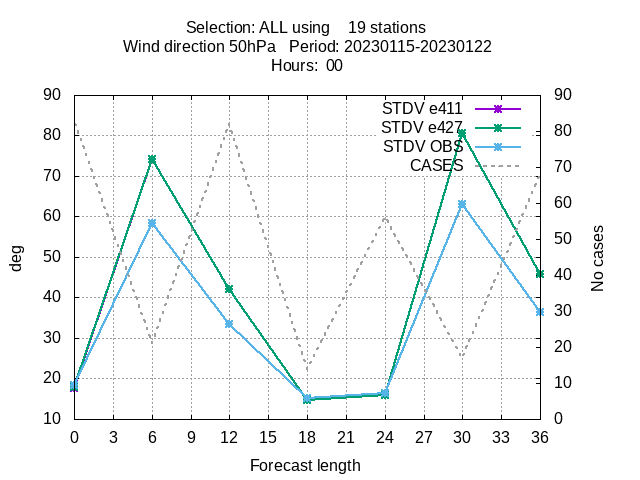 Selection: ALL using    19 stations
Wind direction 50hPa   Period: 20230115-20230122
Hours:  00
STDV e411
STDV e427
STDV OBS
CASES
90
80
70
60
50
40
30
20
10
deg
90
80
70
60
50
40
30
20
10
0
No cases
0 3 6 9 12 15 18 21 24 27 30 33 36
Forecast length